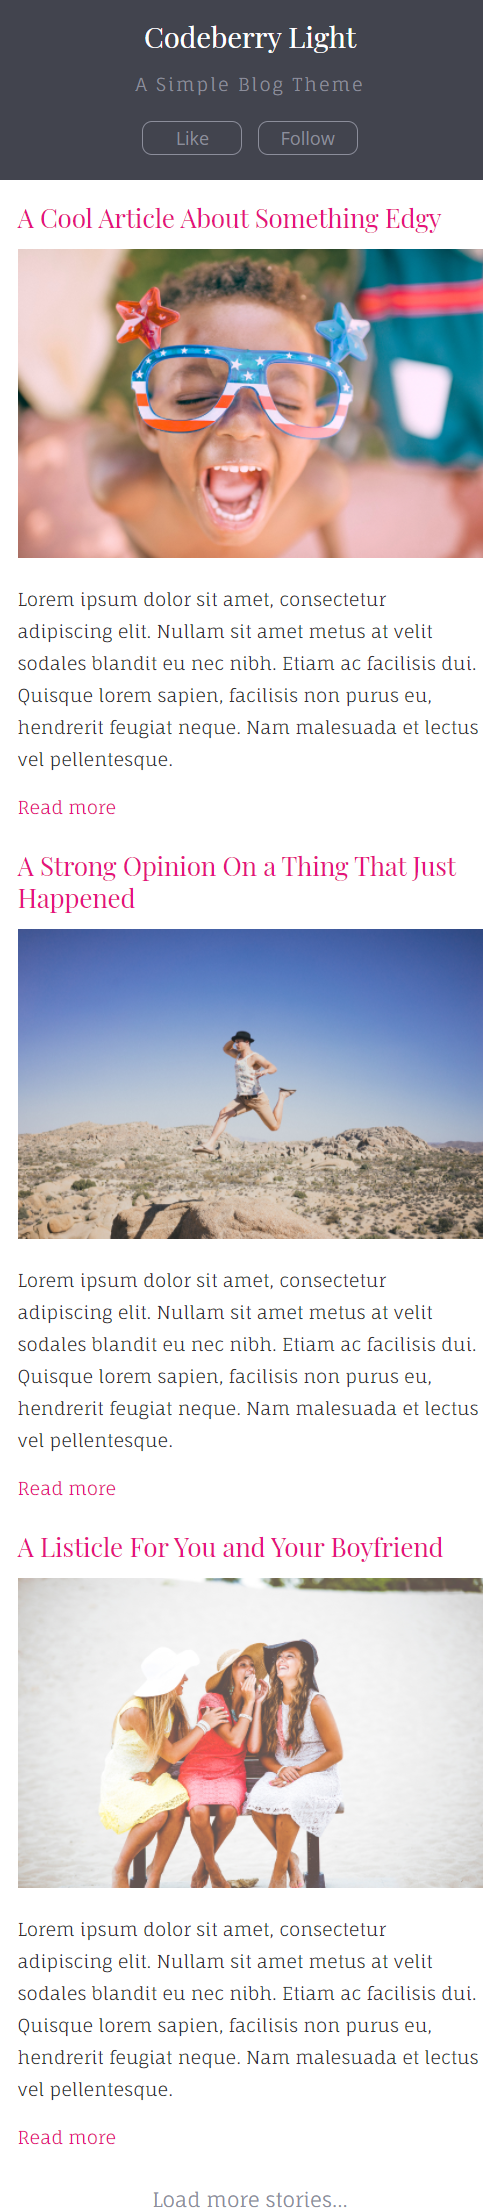 Codeberry Light
A Simple Blog Theme
Like Follow
A Cool Article About Something Edgy
Lorem ipsum dolor sit amet, consectetur
adipiscing elit. Nullam sit amet metus at velit
sodales blandit eu nec nibh. Etiam ac facilisis dui.
Quisque lorem sapien, facilisis non purus eu,
hendrerit feugiat neque. Nam malesuada et lectus
vel pellentesque.
Read more
A Strong Opinion On a Thing That Just
Happened
Lorem ipsum dolor sit amet, consectetur
adipiscing elit. Nullam sit amet metus at velit
sodales blandit eu nec nibh. Etiam ac facilisis dui.
Quisque lorem sapien, facilisis non purus eu,
hendrerit feugiat neque. Nam malesuada et lectus
vel pellentesque.
Read more
A Listicle For You and Your Boyfriend
Lorem ipsum dolor sit amet, consectetur
adipiscing elit. Nullam sit amet metus at velit
sodales blandit eu nec nibh. Etiam ac facilisis dui.
Quisque lorem sapien, facilisis non purus eu,
hendrerit feugiat neque. Nam malesuada et lectus
vel pellentesque.
Read more
Load more stories...